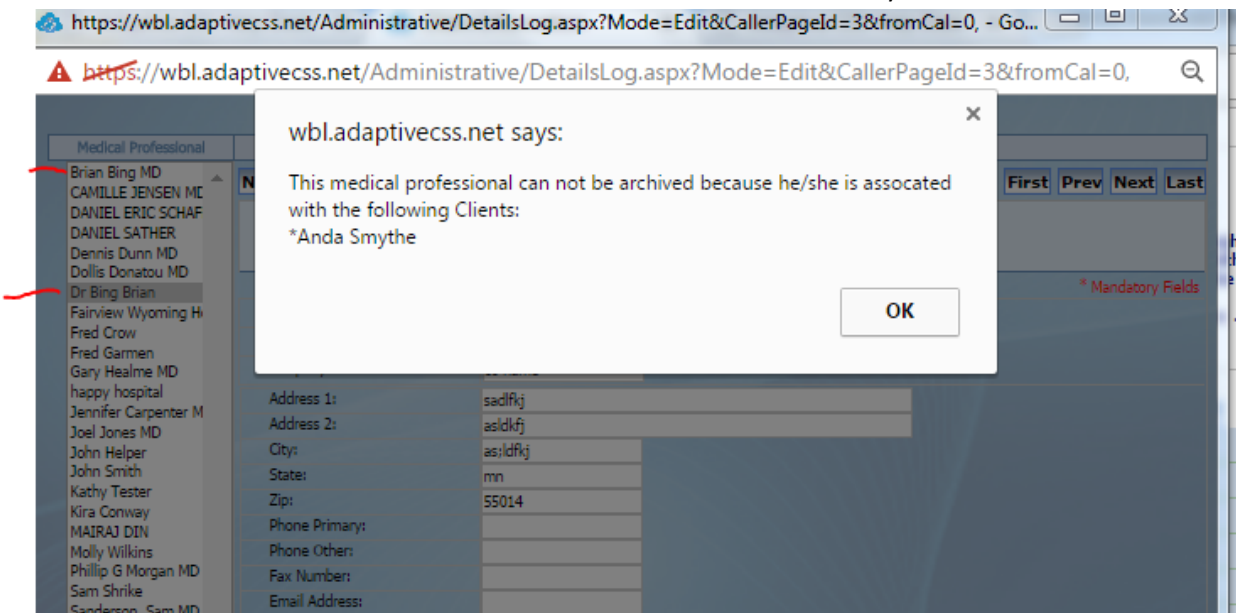 https://wbl.adaptivecss.net/Administrative/DetailsLog.aspx?Mode=Edit&CallerPageId=3&fromCal=0, - Go...
https://wbl.adaptivecss.net/Administrative/DetailsLog.aspx?Mode=Edit&CallerPageId=3&fromCal=0,
Medical Professional
Brian Bing MD
CAMILLE JENSEN MD
DANIEL ERIC SCHAF
DANIEL SATHER
Dennis Dunn MD
Dollis Donatou MD
Dr Bing Brian
Fairview Wyoming
Fred Crow
Fred Garmen
Gary Healme MD
happy hospital
Jennifer Carpenter M
Joel Jones MD
John Helper
John Smith
Kathy Tester
Kira Conway
MAIRAJ DIN
Molly Wilkins
Phillip G Morgan MD
Sam Shrike
Sanderson, Sam MD
wbl.adaptivecss.net says:
This medical professional can not be archived because he/she is assocated
with the following Clients:
*Anda Smythe
OK
N
First Prev Next Last
* Mandatory Fields
Address 1: sadlfkj
Address 2: asldkfj
City: as;ldfkj
State: mn
Zip: 55014
Phone Primary:
Phone Other:
Fax Number:
Email Address: